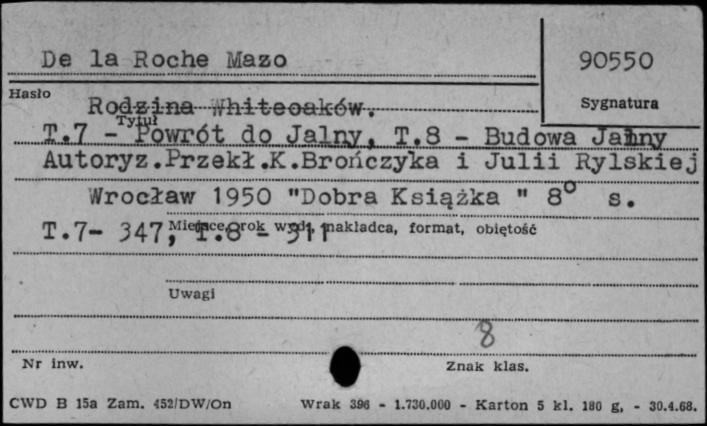 De la Roche Mazo
90550
Hasło
Sygnatura
Rodzina Whiteoaków.
Tytuł
T.7 - Powrót do Jalny, T.8 - Budowa Jalny
Autoryz.Przekł.K.Brończyka i Julii Rylskiej
Wrocław 1950 "Dobra Książka " 8° s.
T.7- 347, T.8 - 311
Miejsce, rok wyd., nakładca, format, objętość
Uwagi
8
Nr inw.
Znak klas.
CWD B 15a Zam. 452/DW/On Wrak 396 - 1.730.000 - Karton 5 kl. 180 g. - 30.4.68.